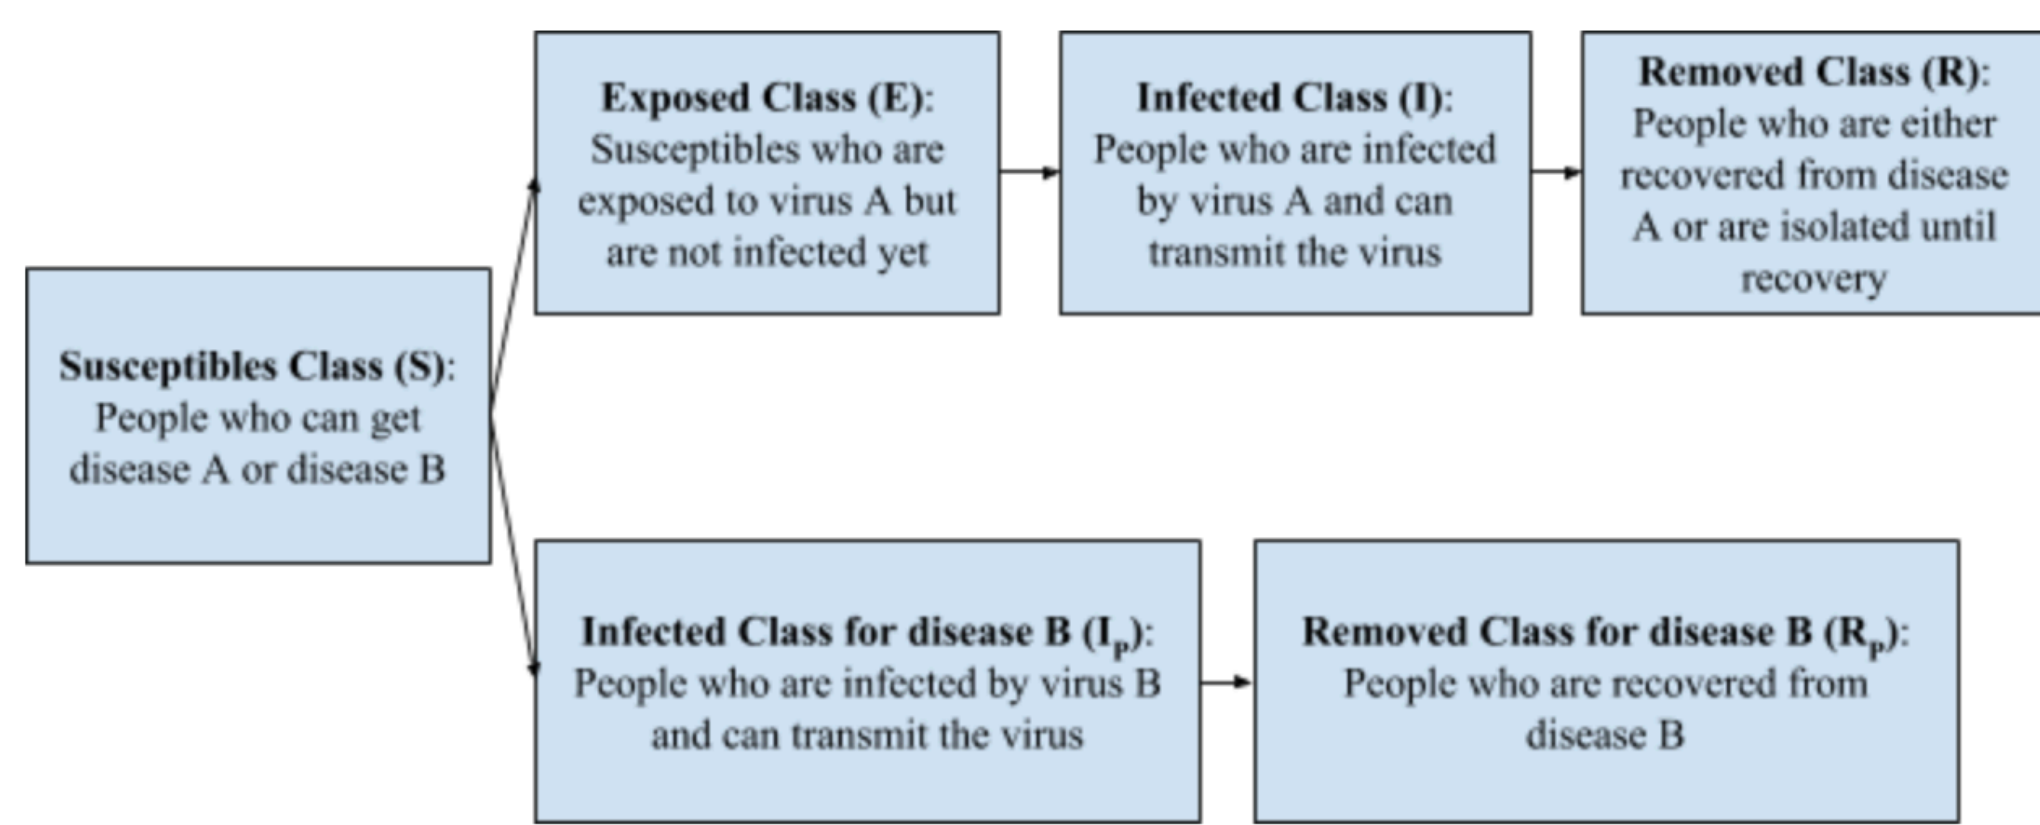 Susceptibles Class (S):
People who can get
disease A or disease B
Exposed Class (E):
Susceptibles who are
exposed to virus A but
are not infected yet
Infected Class (I):
People who are infected
by virus A and can
transmit the virus
Removed Class (R):
People who are either
recovered from disease
A or are isolated until
recovery
Infected Class for disease B (Ip):
People who are infected by virus B
and can transmit the virus
Removed Class for disease B (Rp):
People who are recovered from
disease B